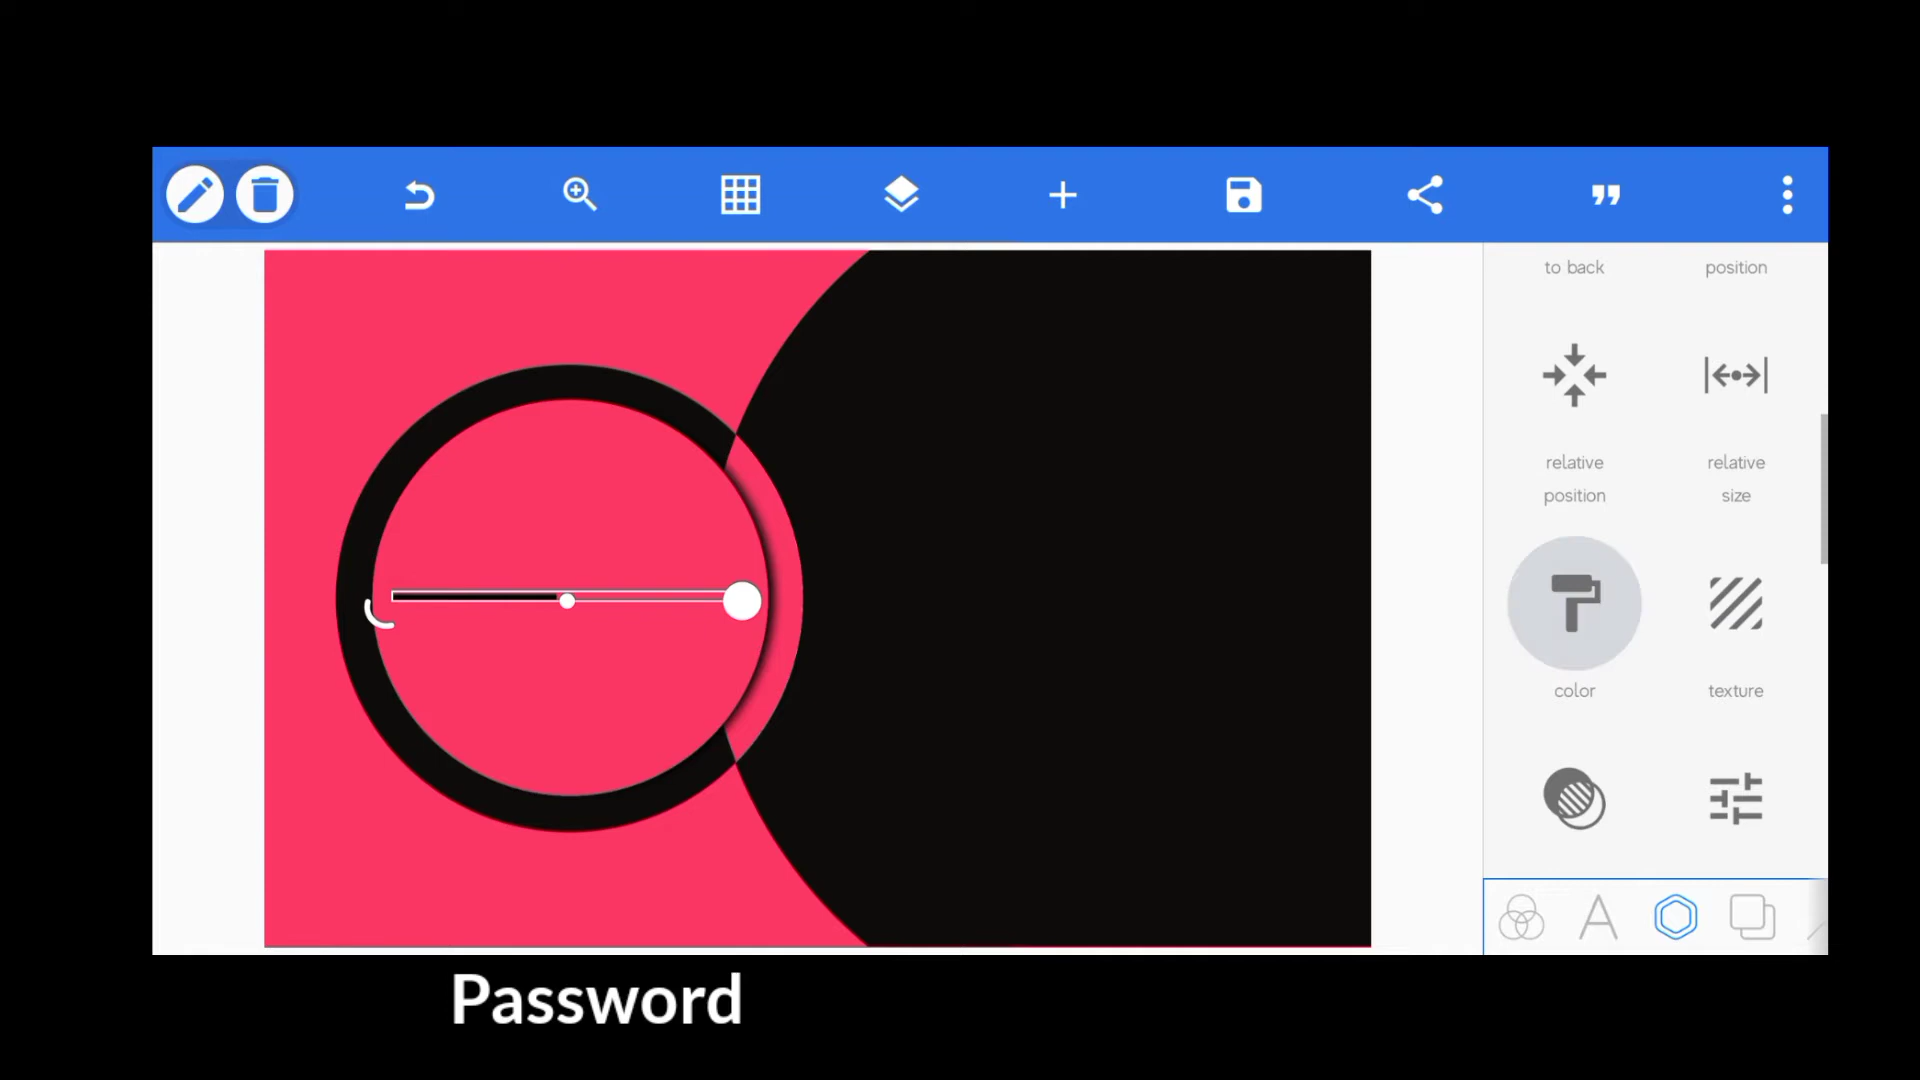 to back
position
relative
position
relative
size
color
texture
Password